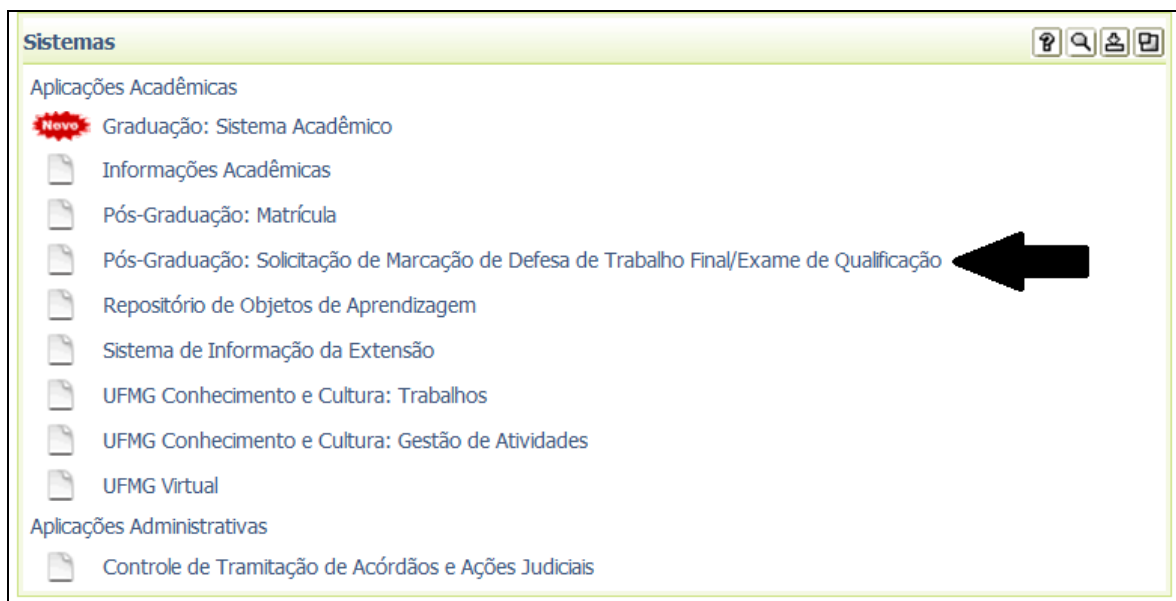 Sistemas
Aplicações Acadêmicas
Novo Graduação: Sistema Acadêmico
Informações Acadêmicas
Pós-Graduação: Matrícula
Pós-Graduação: Solicitação de Marcação de Defesa de Trabalho Final/Exame de Qualificação
Repositório de Objetos de Aprendizagem
Sistema de Informação da Extensão
UFMG Conhecimento e Cultura: Trabalhos
UFMG Conhecimento e Cultura: Gestão de Atividades
UFMG Virtual
Aplicações Administrativas
Controle de Tramitação de Acórdãos e Ações Judiciais